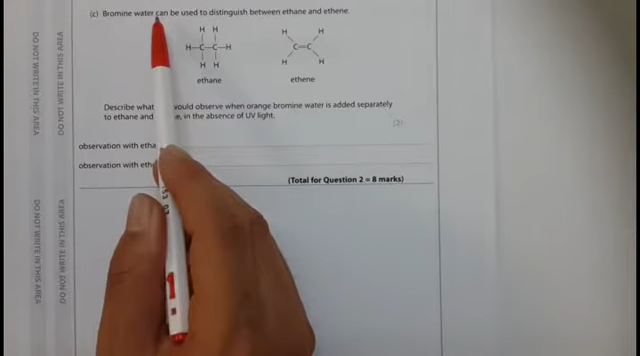 (c) Bromine water can be used to distinguish between ethane and ethene.
H H
H—C—C—H
H H
ethane
H H
C=C
H H
ethene
Describe what would observe when orange bromine water is added separately
to ethane and e, in the absence of UV light.
(2)
observation with etha
observation with ethe
(Total for Question 2 = 8 marks)
DO NOT WRITE IN THIS AREA
DO NOT WRITE IN THIS AREA
DO NOT WRITE IN THIS AREA
DO NOT WRITE IN THIS AREA
1